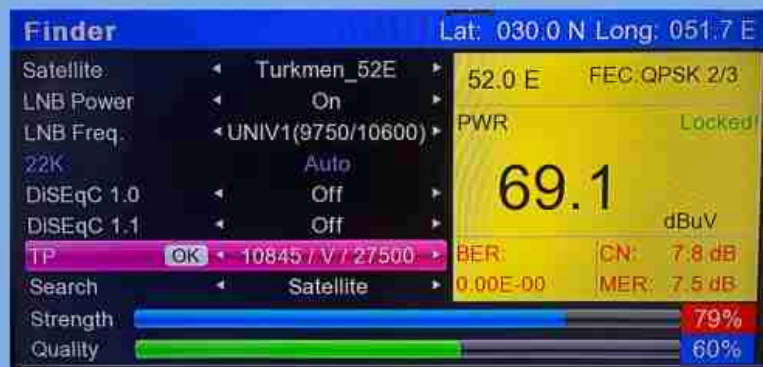 Finder Lat: 030.0 N Long: 051.7 E
Satellite Turkmen_52E
LNB Power On
LNB Freq. UNIV1(9750/10600)
22K Auto
DiSEqC 1.0 Off
DiSEqC 1.1 Off
TP OK 10845 / V / 27500
Search Satellite
52.0 E FEC:QPSK 2/3
PWR Locked!
69.1
dBuV
BER: CN: 7.8 dB
0.00E-00 MER: 7.5 dB
Strength 79%
Quality 60%